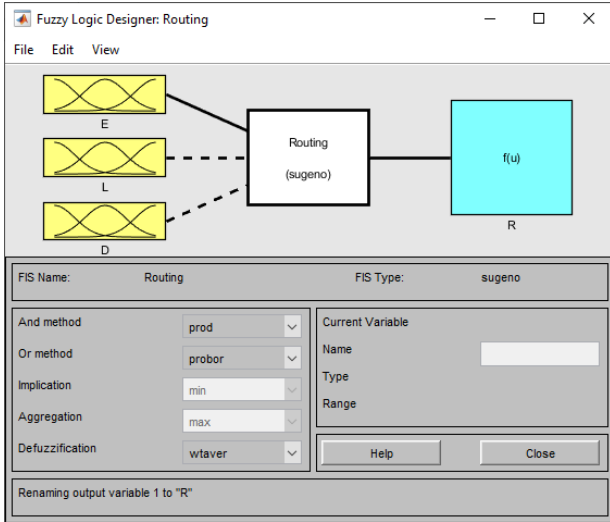 Fuzzy Logic Designer: Routing
File Edit View
E
L
D
Routing
(sugeno)
f(u)
R
FIS Name: Routing FIS Type: sugeno
And method prod
Or method probor
Implication min
Aggregation max
Defuzzification wtaver
Current Variable
Name
Type
Range
Help Close
Renaming output variable 1 to "R"